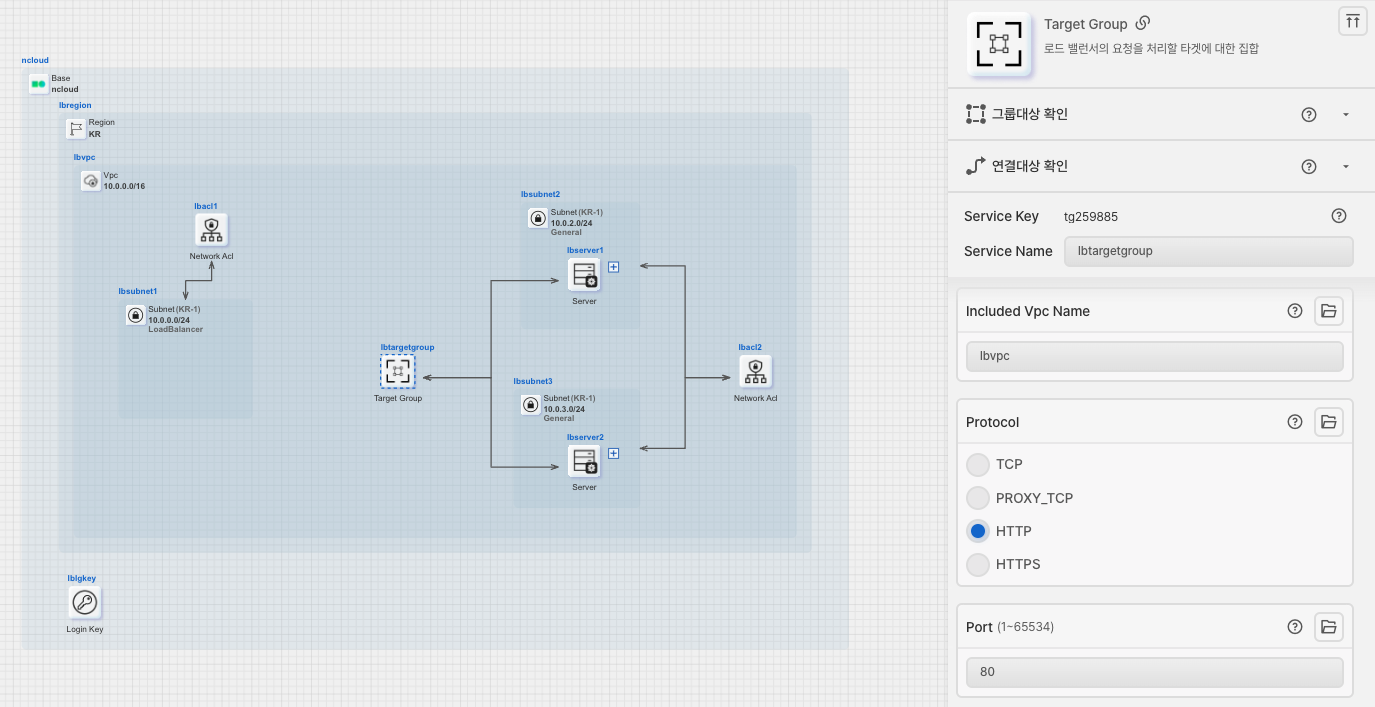 ncloud
Base
ncloud
lbregion
Region
KR
lbvpc
Vpc
10.0.0.0/16
lbacl1
Network Acl
lbsubnet1
Subnet (KR-1)
10.0.0.0/24
LoadBalancer
lbsubnet2
Subnet (KR-1)
10.0.2.0/24
General
lbserver1
Server
lbtargetgroup
Target Group
lbacl2
Network Acl
lbsubnet3
Subnet (KR-1)
10.0.3.0/24
General
lbserver2
Server
lblgkey
Login Key
Target Group
로드 밸런서의 요청을 처리할 타겟에 대한 집합
그룹대상 확인
연결대상 확인
Service Key tg259885
Service Name lbtargetgroup
Included Vpc Name
lbvpc
Protocol
TCP
PROXY_TCP
HTTP
HTTPS
Port (1~65534)
80